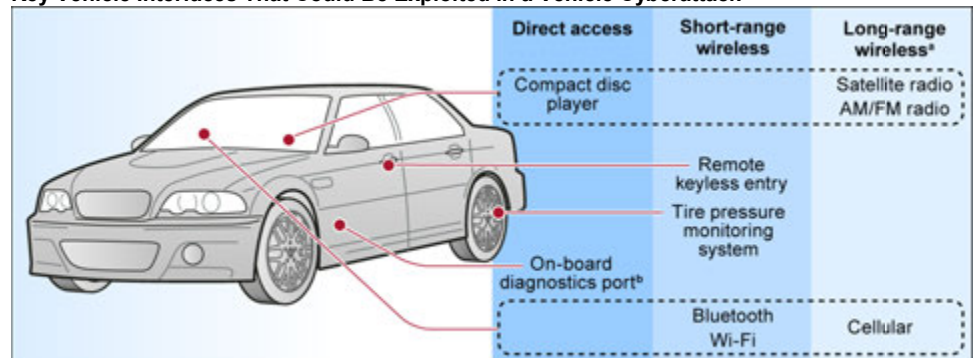 Key Vehicle Interfaces That Could Be Exploited in a Vehicle Cyberattack
Direct access
Short-range
wireless
Long-range
wirelessᵃ
Compact disc
player
Satellite radio
AM/FM radio
Remote
keyless entry
Tire pressure
monitoring
system
On-board
diagnostics portᵇ
Bluetooth
Wi-Fi
Cellular